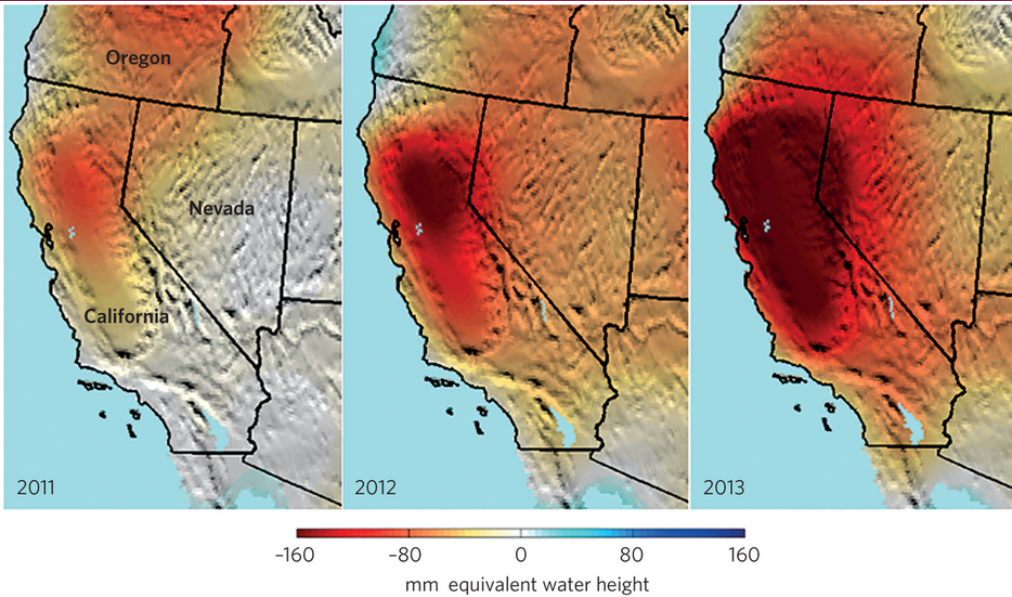 Oregon
Nevada
California
2011
2012
2013
–160
–80
0
80
160
mm equivalent water height